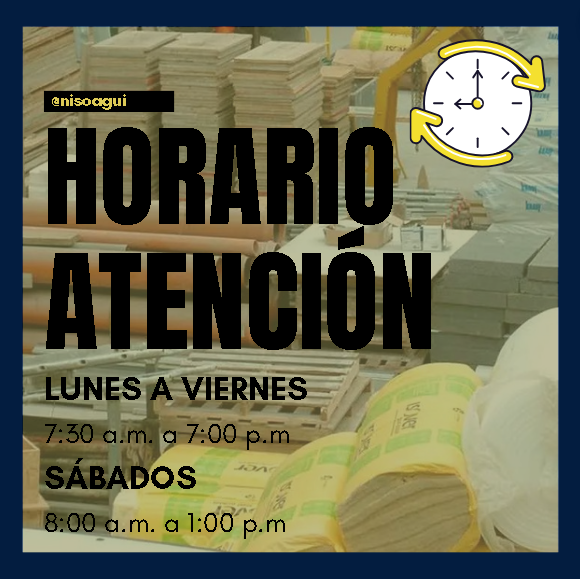 @nisoagui
HORARIO
ATENCIÓN
LUNES A VIERNES
7:30 a.m. a 7:00 p.m
SÁBADOS
8:00 a.m. a 1:00 p.m